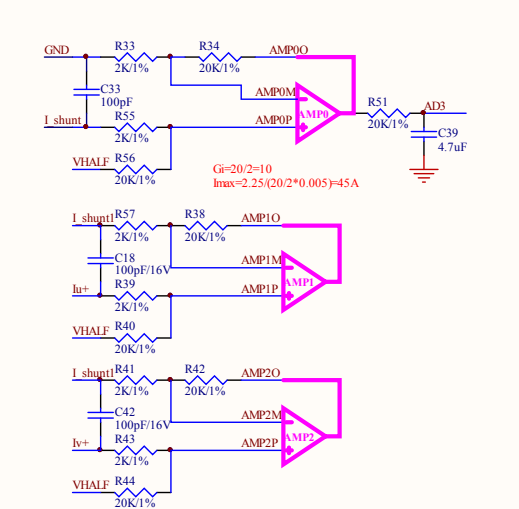 GND R33 R34 AMP0O
2K/1% 20K/1%
C33 AMP0M
100pF
I_shunt R55 AMP0P AMP0 R51 AD3
2K/1% 20K/1% C39
4.7uF
VHALF R56
20K/1%
Gi=20/2=10
Imax=2.25/(20/2*0.005)=45A
I_shunt1 R57 R38 AMP1O
2K/1% 20K/1%
C18 AMP1M
100pF/16V
Iu+ R39 AMP1P AMP1
2K/1%
VHALF R40
20K/1%
I_shunt1 R41 R42 AMP2O
2K/1% 20K/1%
C42 AMP2M
100pF/16V
Iv+ R43 AMP2P AMP2
2K/1%
VHALF R44
20K/1%